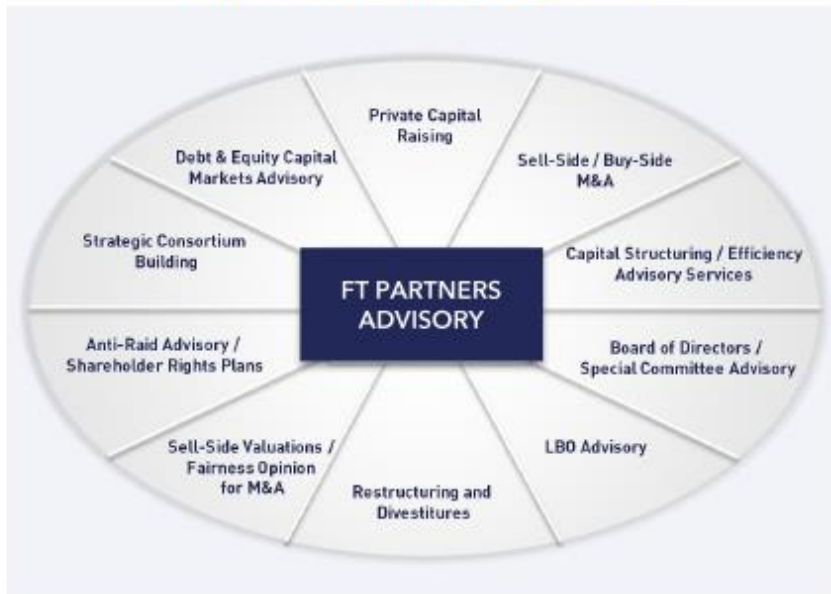 Private Capital
Raising
Sell-Side / Buy-Side
M&A
Capital Structuring / Efficiency
Advisory Services
Board of Directors /
Special Committee Advisory
LBO Advisory
Restructuring and
Divestitures
Sell-Side Valuations /
Fairness Opinion
for M&A
Anti-Raid Advisory /
Shareholder Rights Plans
Strategic Consortium
Building
Debt & Equity Capital
Markets Advisory
FT PARTNERS
ADVISORY